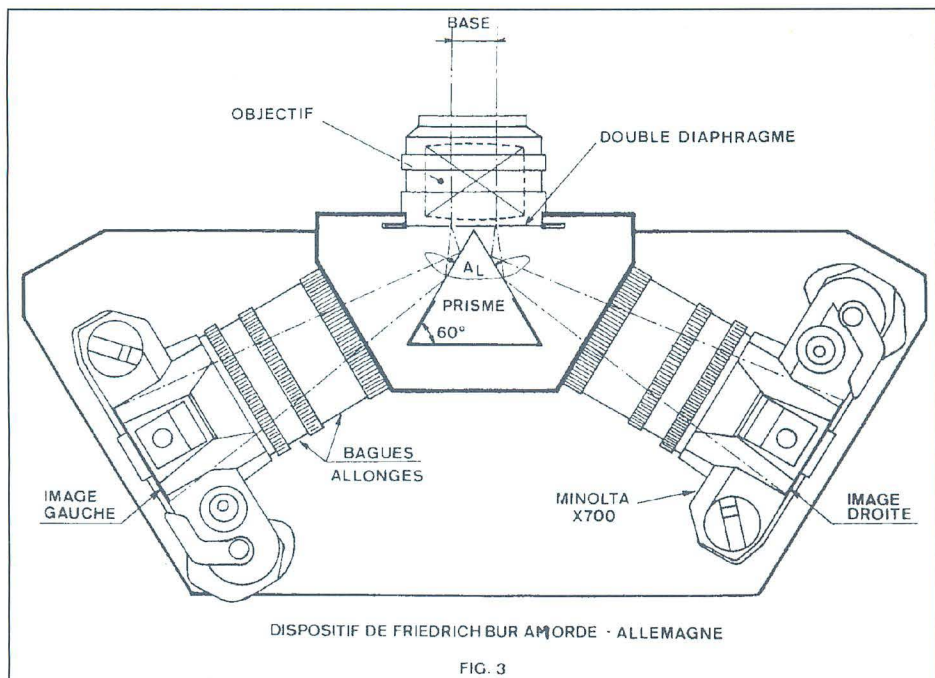 BASE
OBJECTIF
DOUBLE DIAPHRAGME
AL
PRISME
60°
BAGUES
ALLONGES
IMAGE
GAUCHE
MINOLTA
X700
IMAGE
DROITE
DISPOSITIF DE FRIEDRICH BUR AMORDE - ALLEMAGNE
FIG. 3